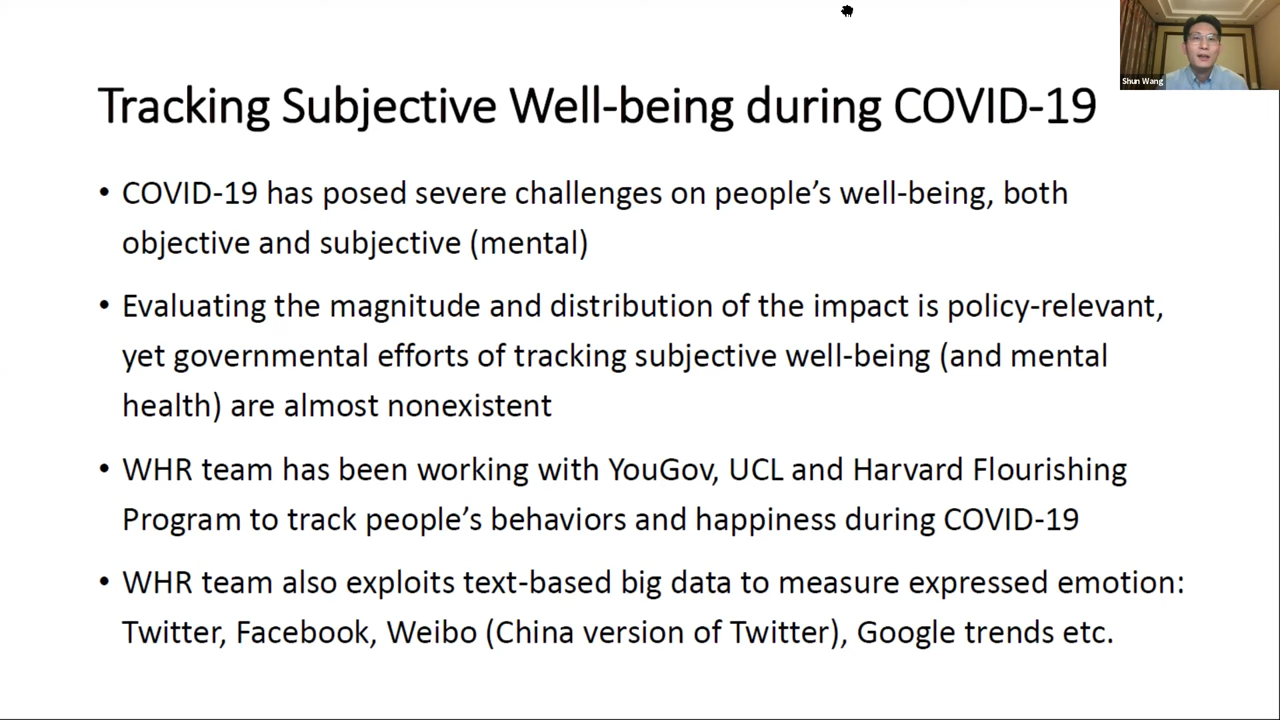 Shun Wang
Tracking Subjective Well-being during COVID-19
• COVID-19 has posed severe challenges on people’s well-being, both
objective and subjective (mental)
• Evaluating the magnitude and distribution of the impact is policy-relevant,
yet governmental efforts of tracking subjective well-being (and mental
health) are almost nonexistent
• WHR team has been working with YouGov, UCL and Harvard Flourishing
Program to track people’s behaviors and happiness during COVID-19
• WHR team also exploits text-based big data to measure expressed emotion:
Twitter, Facebook, Weibo (China version of Twitter), Google trends etc.